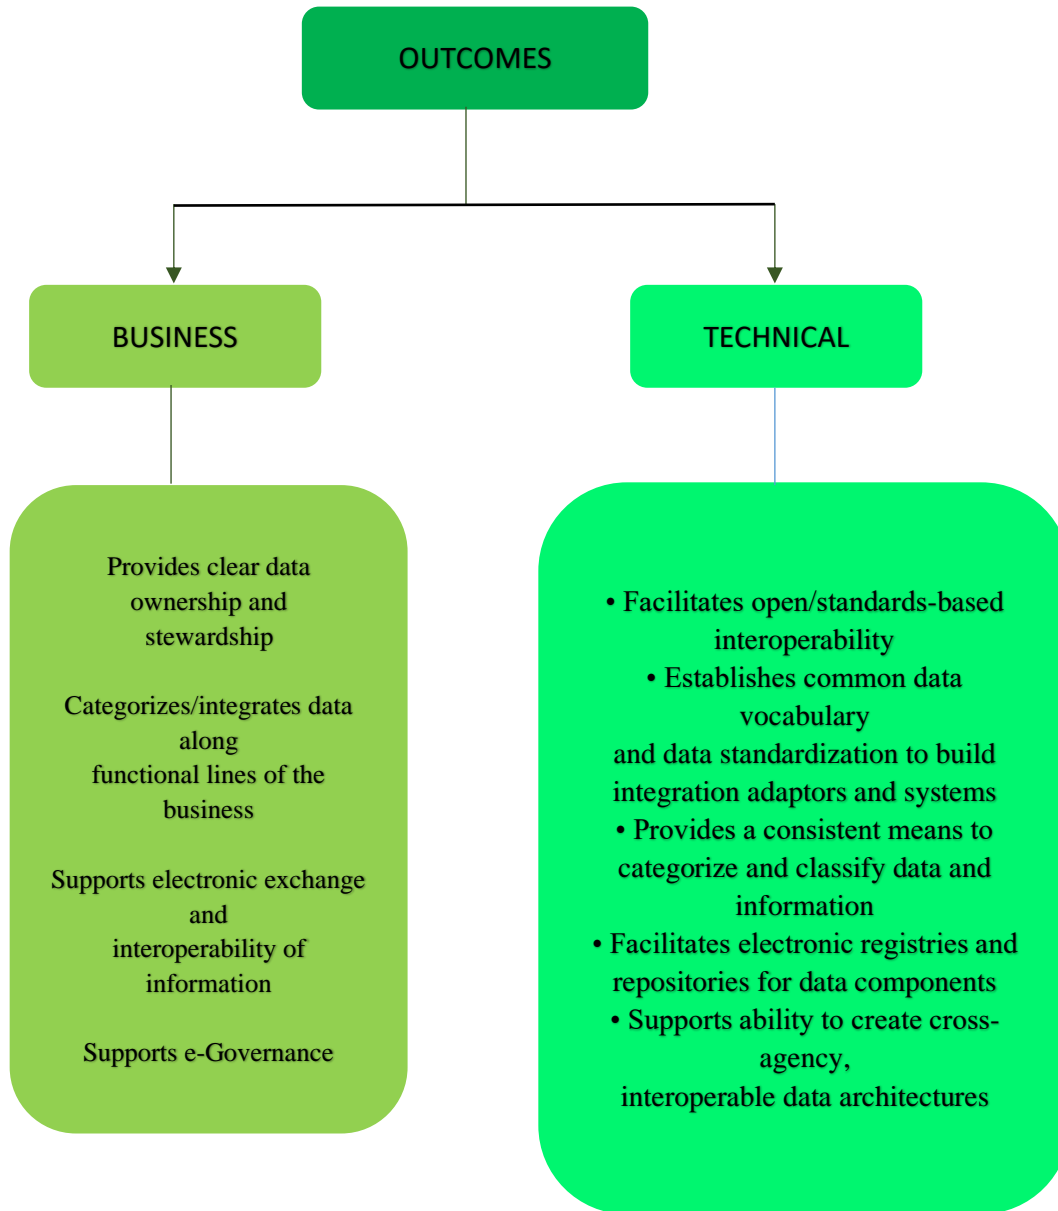 OUTCOMES
BUSINESS
TECHNICAL
Provides clear data
ownership and
stewardship
Categorizes/integrates data
along
functional lines of the
business
Supports electronic exchange
and
interoperability of
information
Supports e-Governance
• Facilitates open/standards-based
interoperability
• Establishes common data
vocabulary
and data standardization to build
integration adaptors and systems
• Provides a consistent means to
categorize and classify data and
information
• Facilitates electronic registries and
repositories for data components
• Supports ability to create cross-
agency,
interoperable data architectures